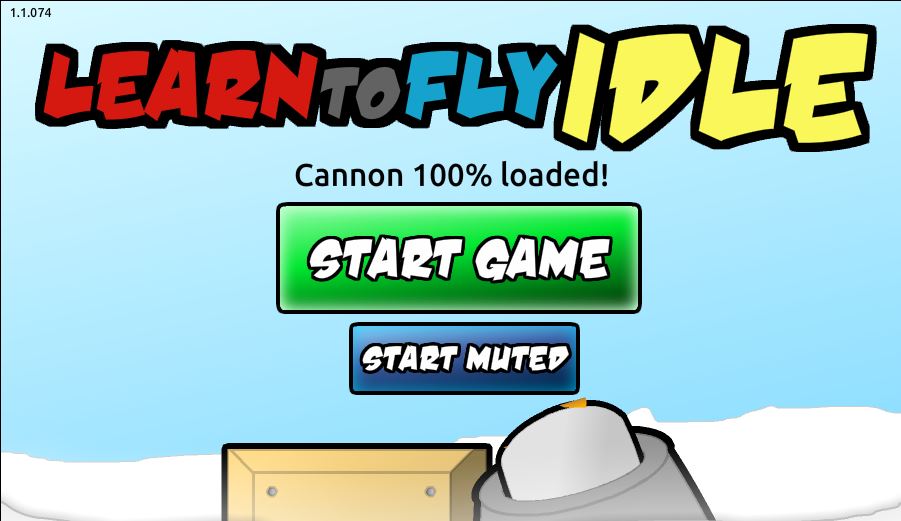 1.1.074
LEARN TO FLY IDLE
Cannon 100% loaded!
START GAME
START MUTED